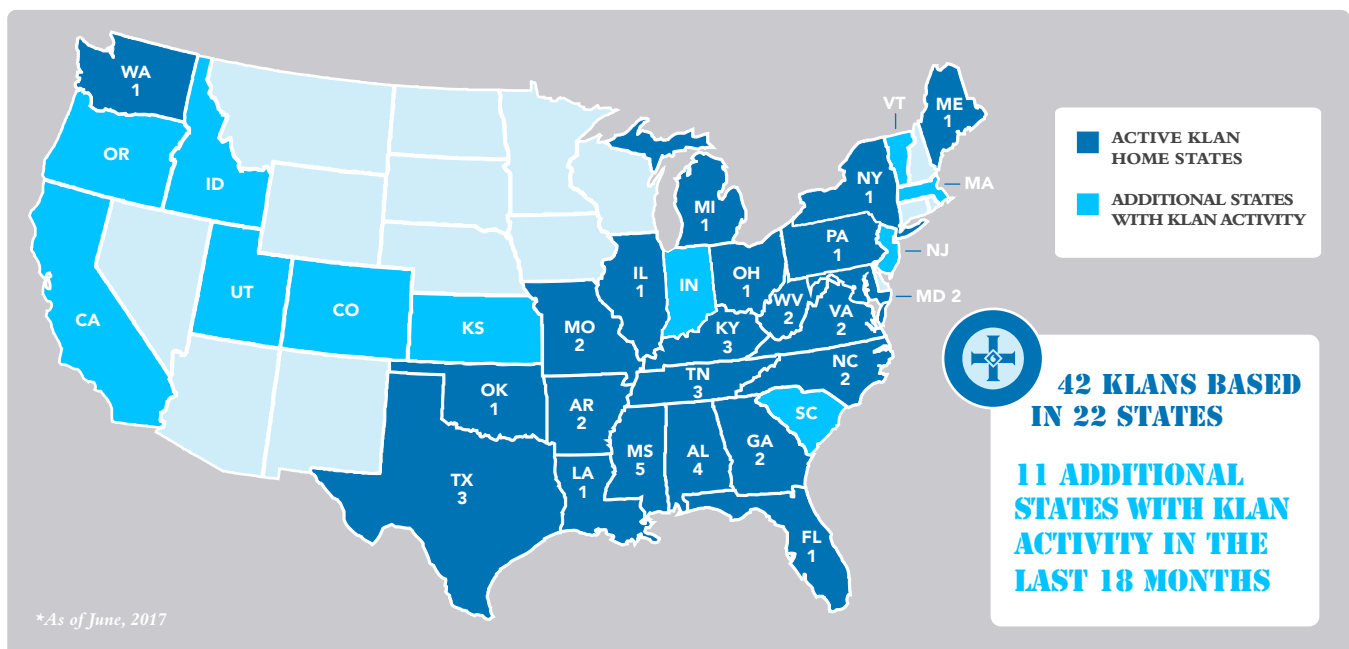 WA
1
OR
ID
CA
UT
CO
KS
TX
3
OK
1
MO
2
AR
2
LA
1
MS
5
AL
4
GA
2
FL
1
SC
NC
2
TN
3
KY
3
VA
2
WV
2
OH
1
IN
IL
1
MI
1
PA
1
NY
1
VT
ME
1
MA
NJ
MD 2
ACTIVE KLAN
HOME STATES
ADDITIONAL STATES
WITH KLAN ACTIVITY
42 KLANS BASED
IN 22 STATES
11 ADDITIONAL
STATES WITH KLAN
ACTIVITY IN THE
LAST 18 MONTHS
*As of June, 2017